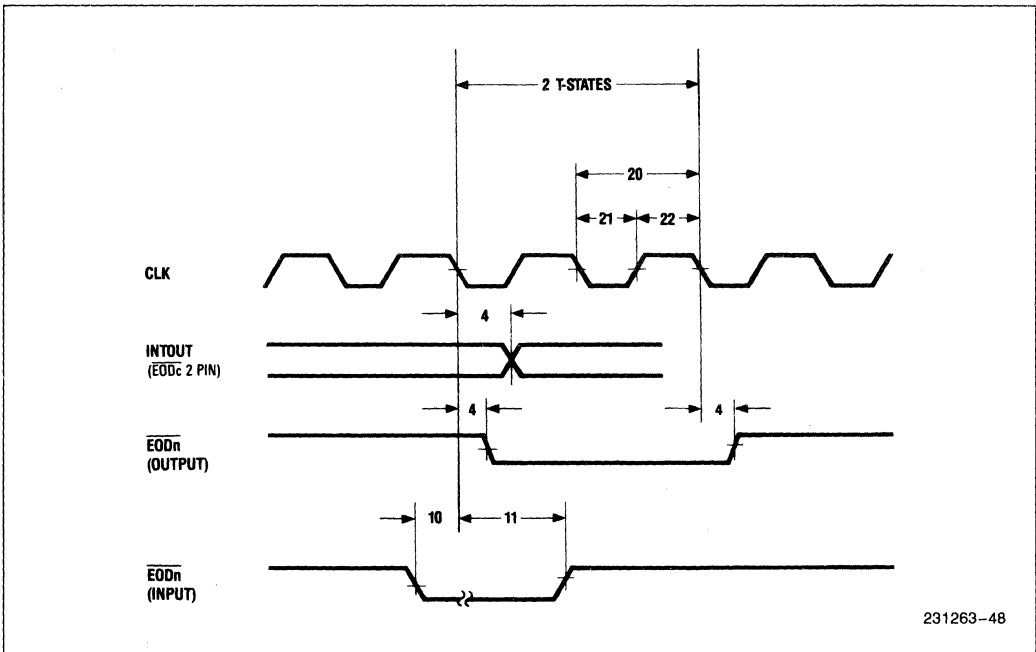 2 T-STATES
20
21
22
CLK
4
INTOUT
(EODc 2 PIN)
4
4
EODn
(OUTPUT)
10
11
EODn
(INPUT)
231263-48